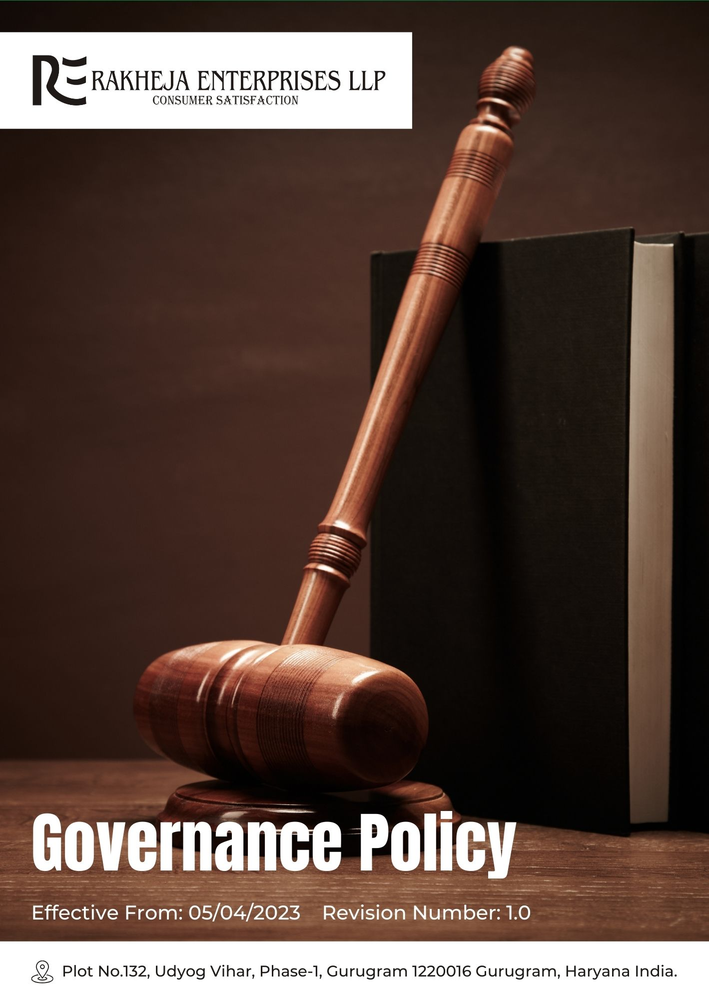 RE RAKHEJA ENTERPRISES LLP
CONSUMER SATISFACTION
Governance Policy
Effective From: 05/04/2023 Revision Number: 1.0
Plot No.132, Udyog Vihar, Phase-1, Gurugram 1220016 Gurugram, Haryana India.